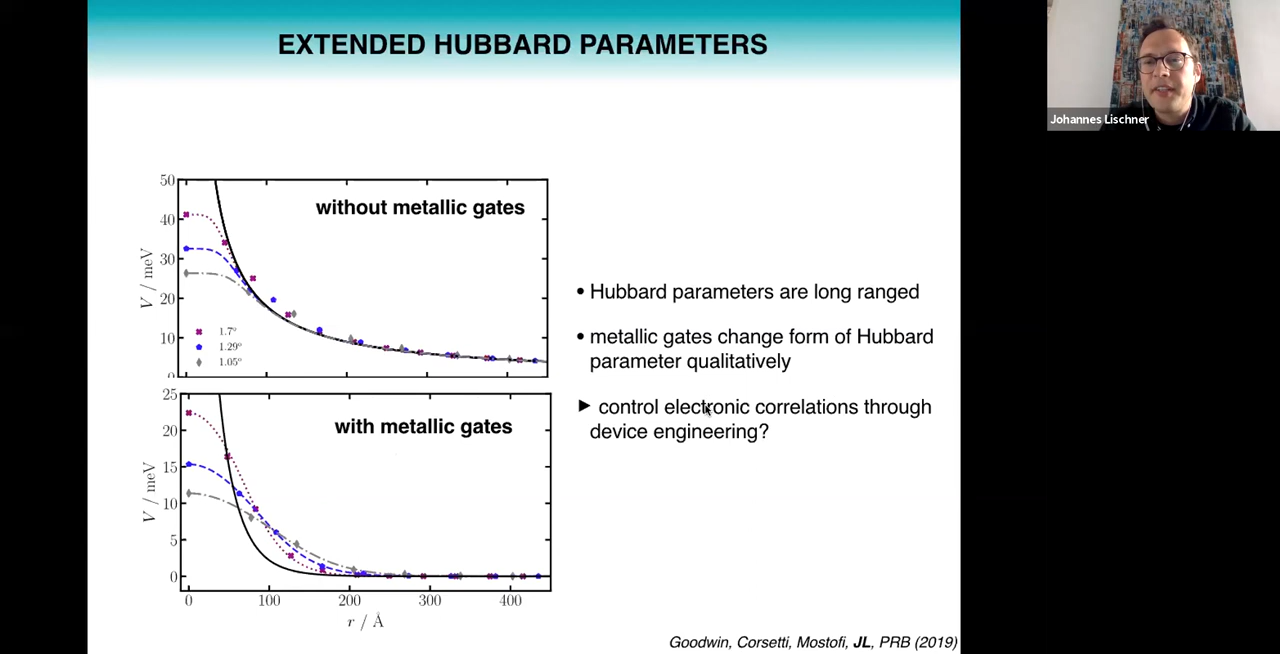 EXTENDED HUBBARD PARAMETERS
Johannes Lischner
50
40
30
20
10
0
V / meV
without metallic gates
1.7°
1.29°
1.05°
25
20
15
10
5
0
V / meV
with metallic gates
0 100 200 300 400
r / Å
• Hubbard parameters are long ranged
• metallic gates change form of Hubbard
parameter qualitatively
► control electronic correlations through
device engineering?
Goodwin, Corsetti, Mostofi, JL, PRB (2019)